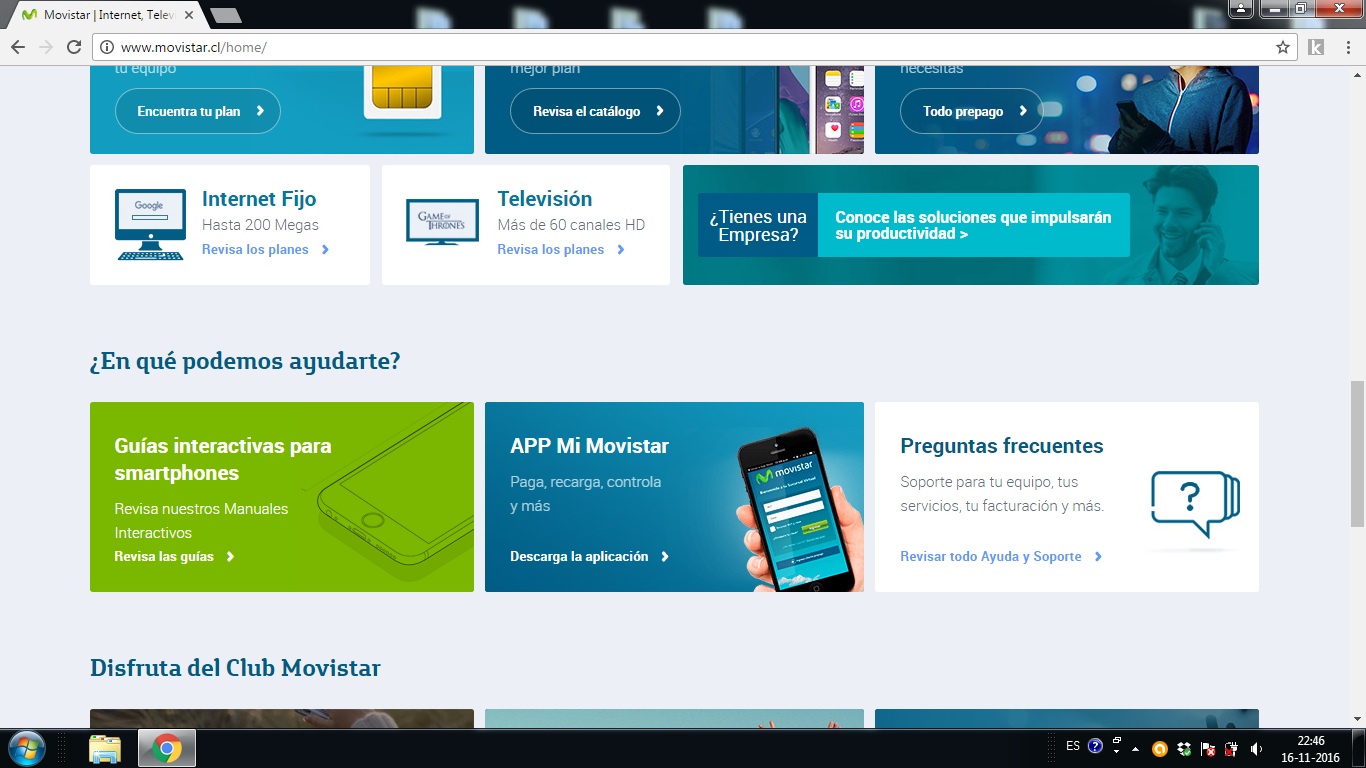 Movistar | Internet, Telev
www.movistar.cl/home/
tu equipo
Encuentra tu plan
mejor plan
Revisa el catálogo
necesitas
Todo prepago
Google
Internet Fijo
Hasta 200 Megas
Revisa los planes
GAME OF
THRONES
Televisión
Más de 60 canales HD
Revisa los planes
¿Tienes una
Empresa?
Conoce las soluciones que impulsarán
su productividad >
¿En qué podemos ayudarte?
Guías interactivas para
smartphones
Revisa nuestros Manuales
Interactivos
Revisa las guías
APP Mi Movistar
Paga, recarga, controla
y más
Descarga la aplicación
movistar
Preguntas frecuentes
Soporte para tu equipo, tus
servicios, tu facturación y más.
?
Revisar todo Ayuda y Soporte
Disfruta del Club Movistar
ES
22:46
16-11-2016